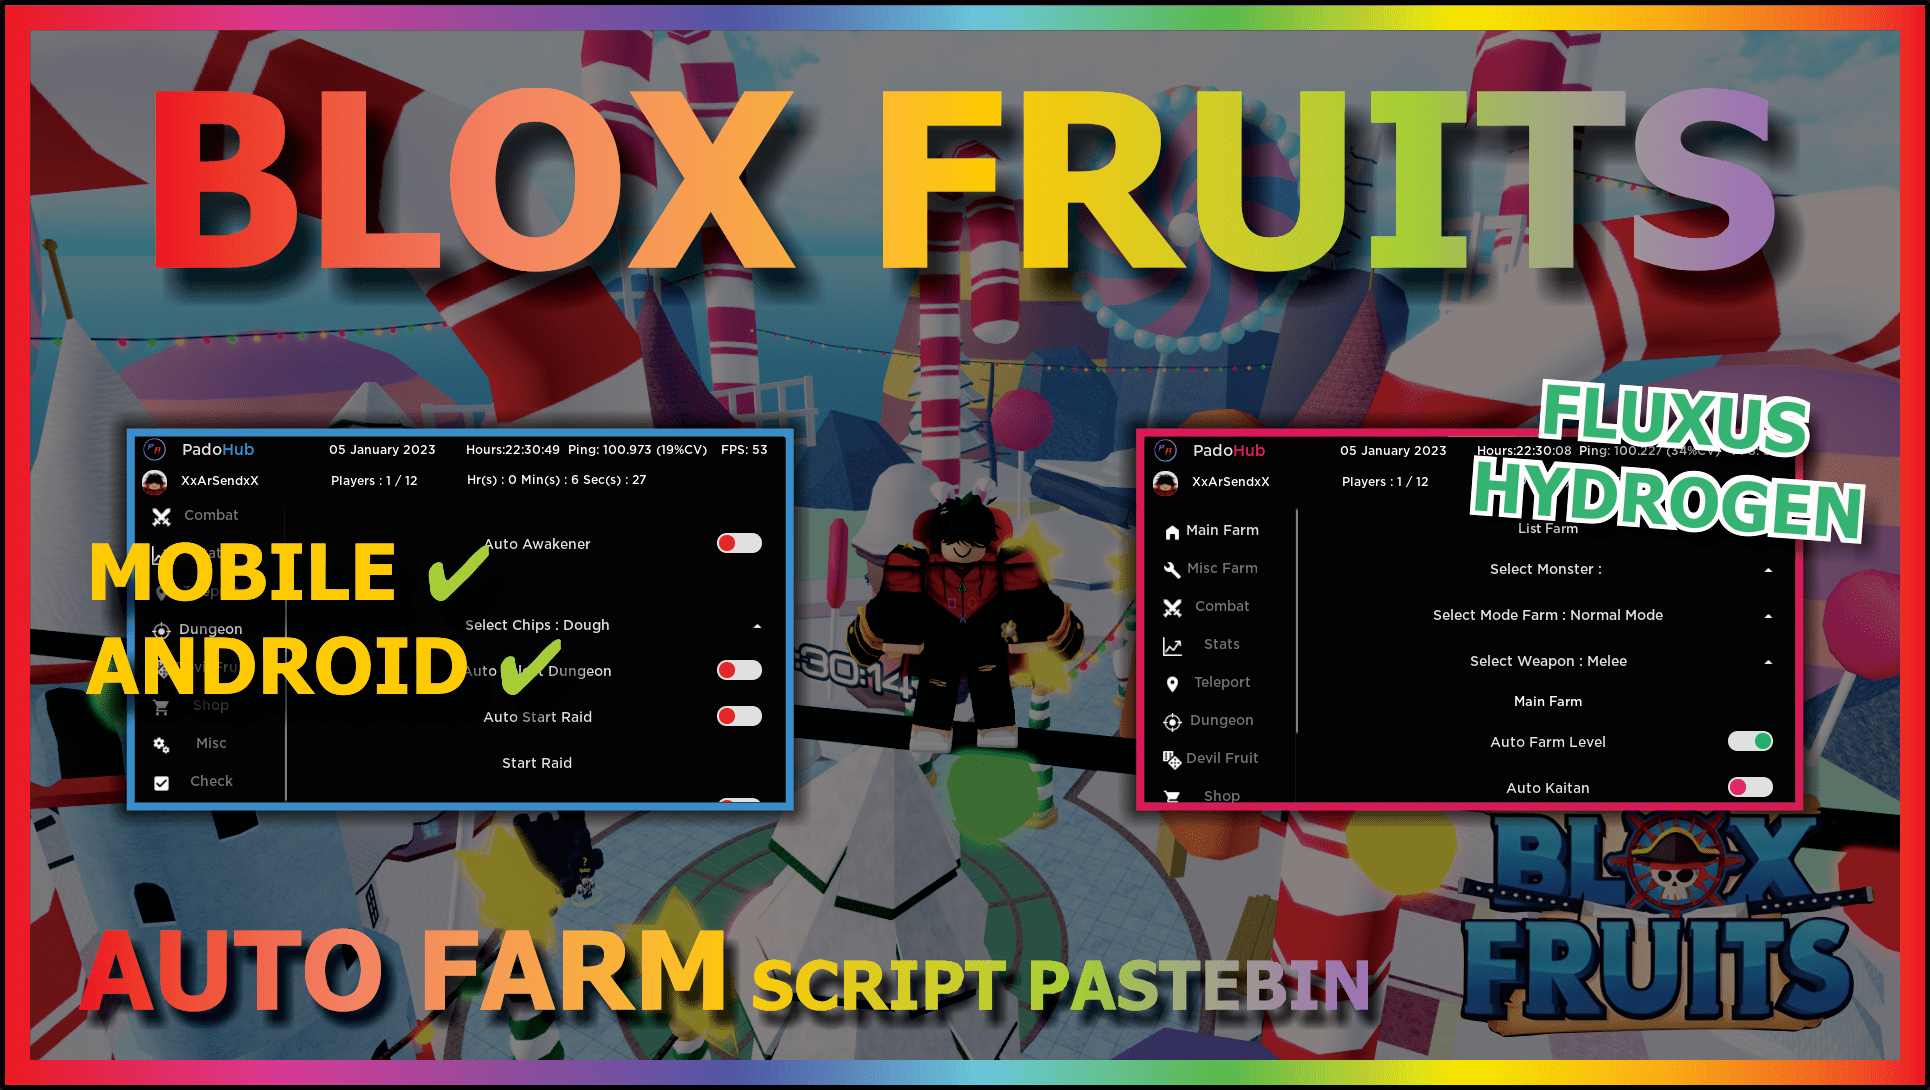 BLOX FRUITS
FLUXUS
HYDROGEN
PadoHub 05 January 2023 Hours:22:30:49 Ping: 100.973 (19%CV) FPS: 53
XxArSendxX Players : 1 / 12 Hr(s) : 0 Min(s) : 6 Sec(s) : 27
Combat
Auto Awakener
MOBILE ✔
Select Chips : Dough
Dungeon
ANDROID ✔
Auto Dungeon
Shop
Auto Start Raid
Misc
Start Raid
Check
PadoHub 05 January 2023 Hours:22:30:08 Ping: 100.227 (34%CV)
XxArSendxX Players : 1 / 12
List Farm
Main Farm
Misc Farm
Select Monster :
Combat
Select Mode Farm : Normal Mode
Stats
Select Weapon : Melee
Teleport
Main Farm
Dungeon
Auto Farm Level
Devil Fruit
Auto Kaitan
Shop
:30:14
BLOX
FRUITS
AUTO FARM SCRIPT PASTEBIN